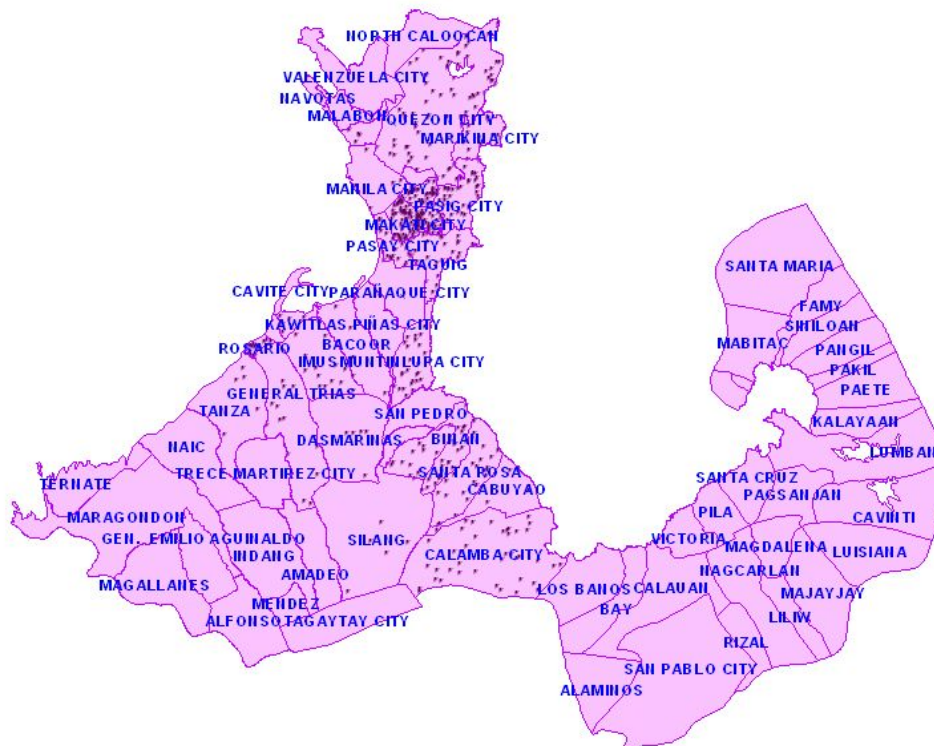 NORTH CALOOCAN
VALENZUELA CITY
NAVOTAS
MALABON
QUEZON CITY
MARIKINA CITY
MANILA CITY
PASIG CITY
MAKATI CITY
PASAY CITY
TAGUIG
SANTA MARIA
CAVITE CITY
PARAÑAQUE CITY
FAMY
KAWIT
LAS PIÑAS CITY
SINILOAN
ROSARIO
BACOOR
MABITAC
PANGIL
IMUS
MUNTINLUPA CITY
PAKIL
GENERAL TRIAS
PAETE
TANZA
SAN PEDRO
KALAYAAN
NAIC
DASMARINAS
BINAN
LUMBAN
TERNATE
TRECE MARTIREZ CITY
SANTA ROSA
SANTA CRUZ
CABUYAO
PAGSANJAN
MARAGONDON
PILA
CAVINTI
GEN. EMILIO AGUINALDO
SILANG
VICTORIA
MAGDALENA
LUISIANA
INDANG
CALAMBA CITY
NAGCARLAN
MAGALLANES
AMADEO
LOS BANOS
CALAUAN
MAJAYJAY
MENDEZ
BAY
LILIW
ALFONSO
TAGAYTAY CITY
RIZAL
SAN PABLO CITY
ALAMINOS